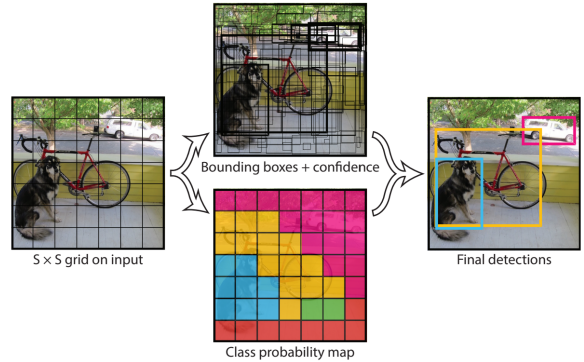 Bounding boxes + confidence
S × S grid on input
Final detections
Class probability map